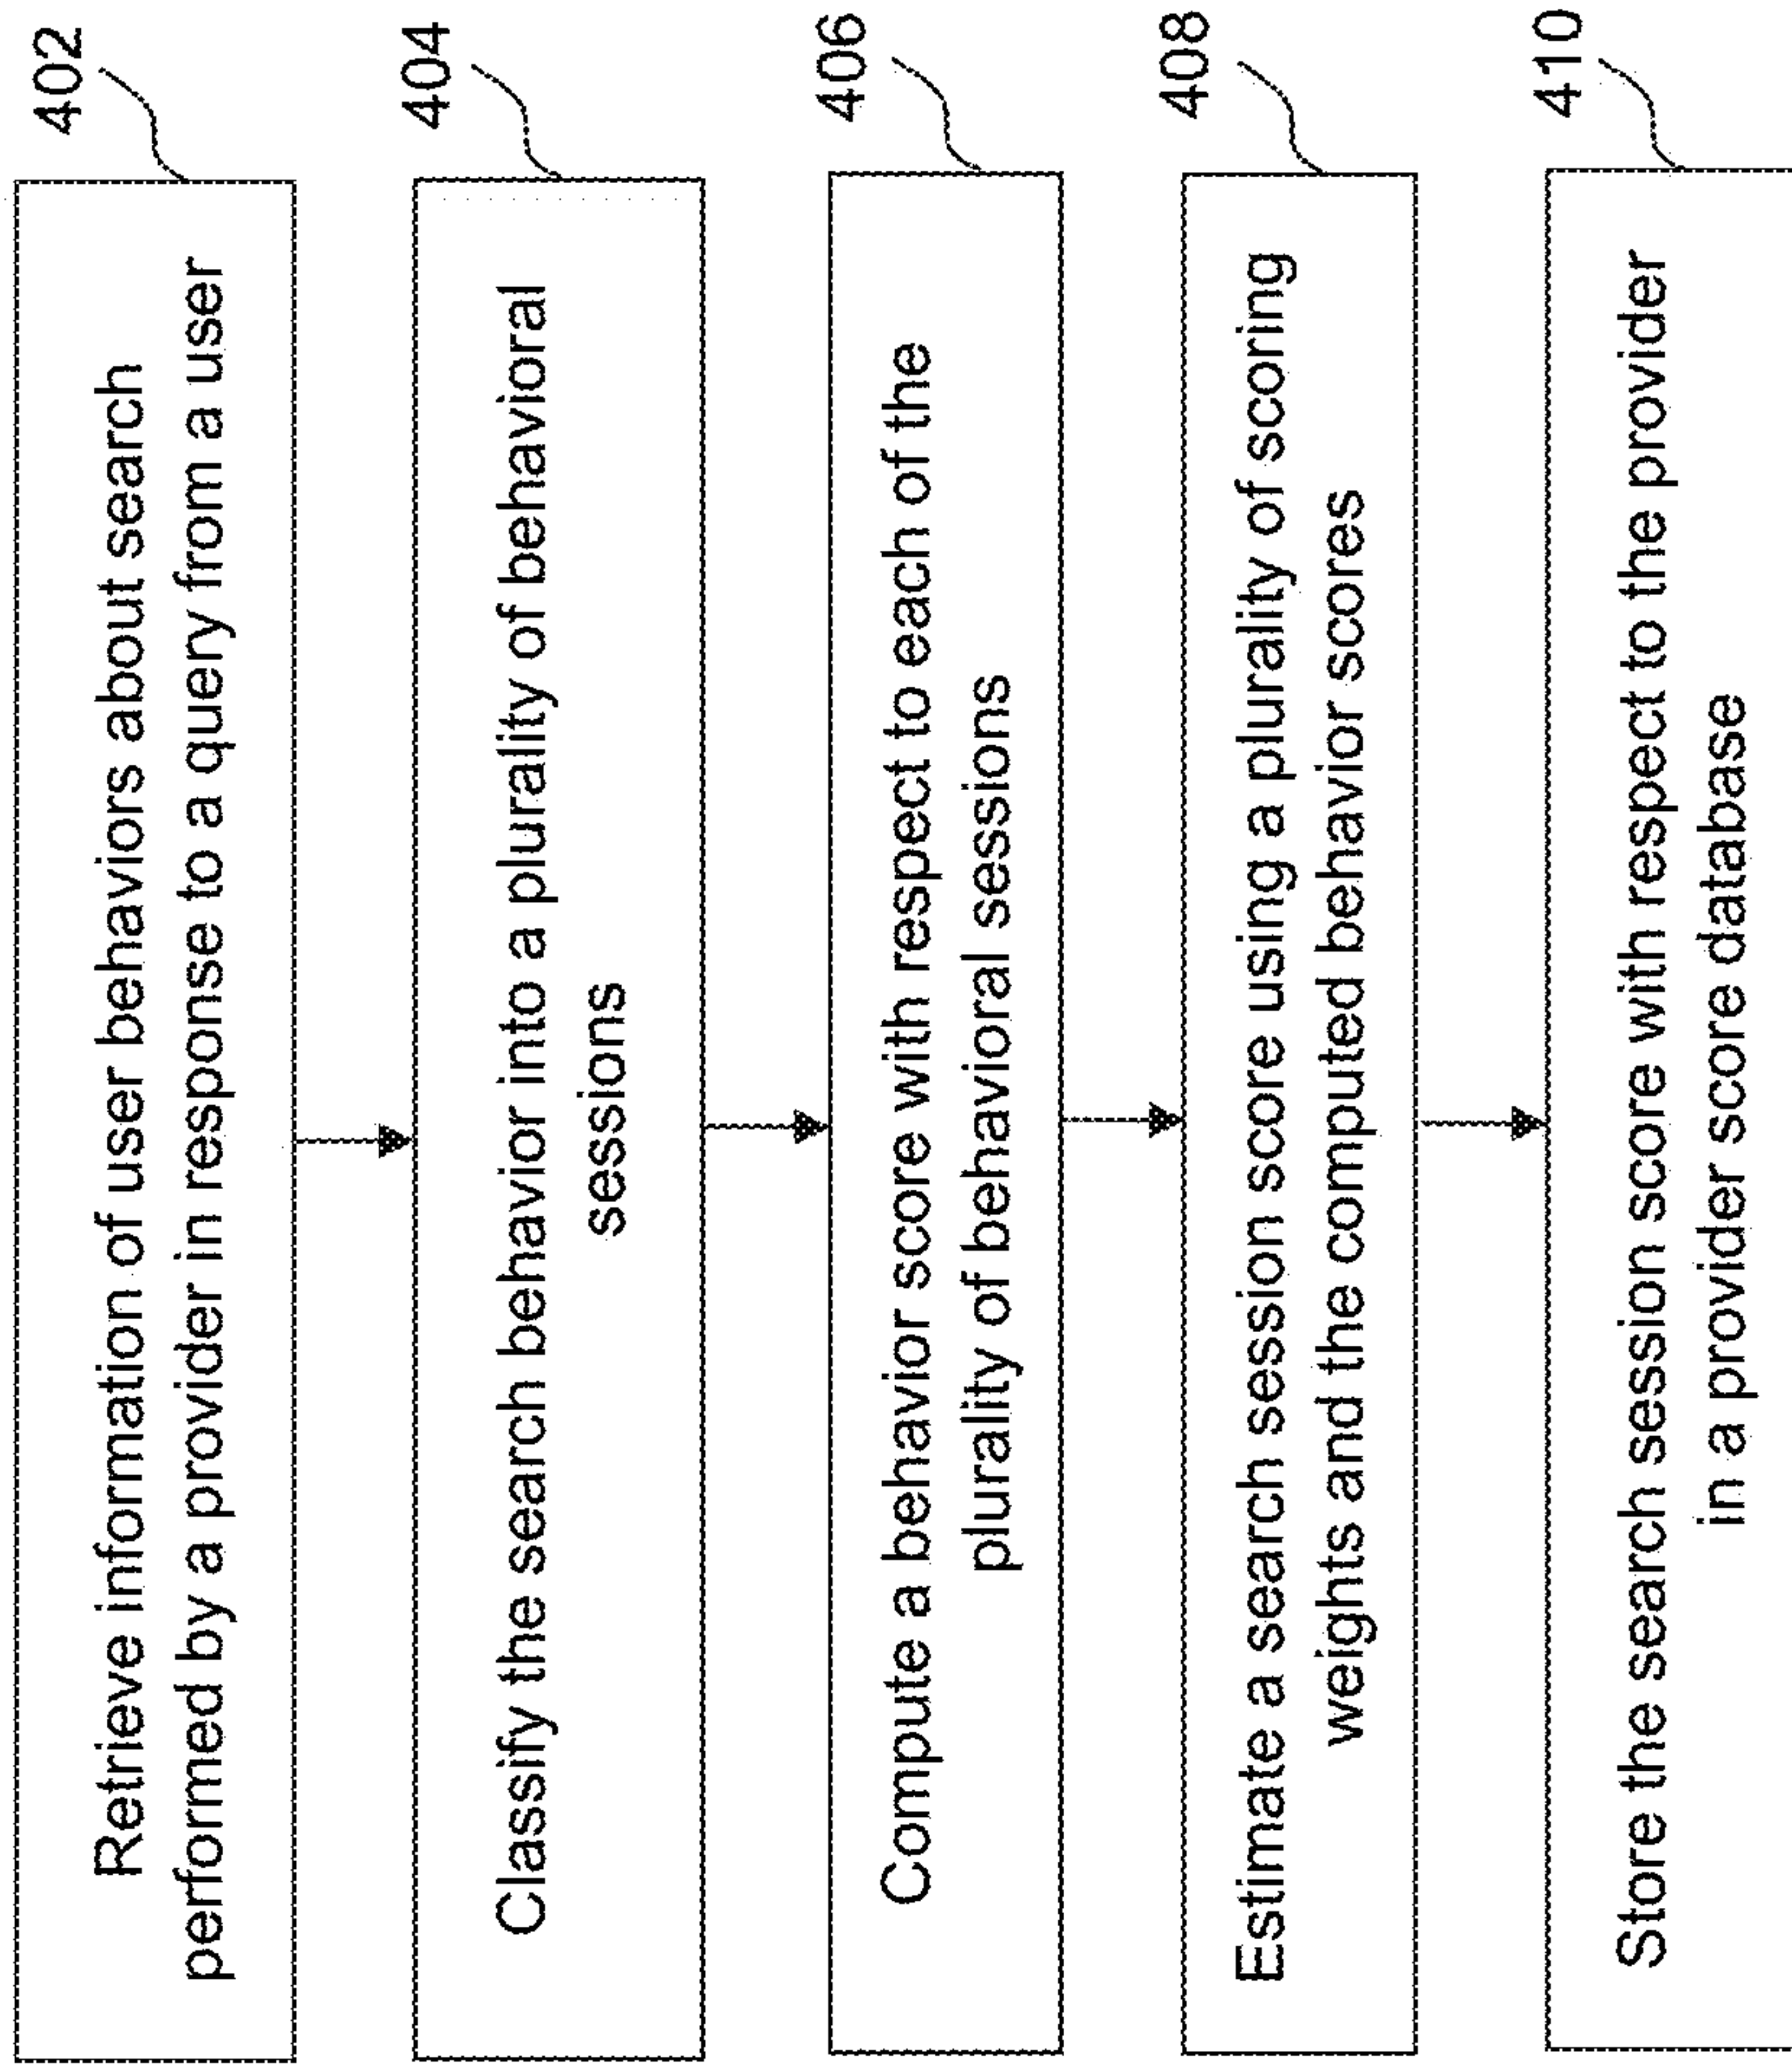 402
Retrieve information of user behaviors about search
performed by a provider in response to a query from a user
404
Classify the search behavior into a plurality of behavioral
sessions
406
Compute a behavior score with respect to each of the
plurality of behavioral sessions
408
Estimate a search session score using a plurality of scoring
weights and the computed behavior scores
410
Store the search session score with respect to the provider
in a provider score database